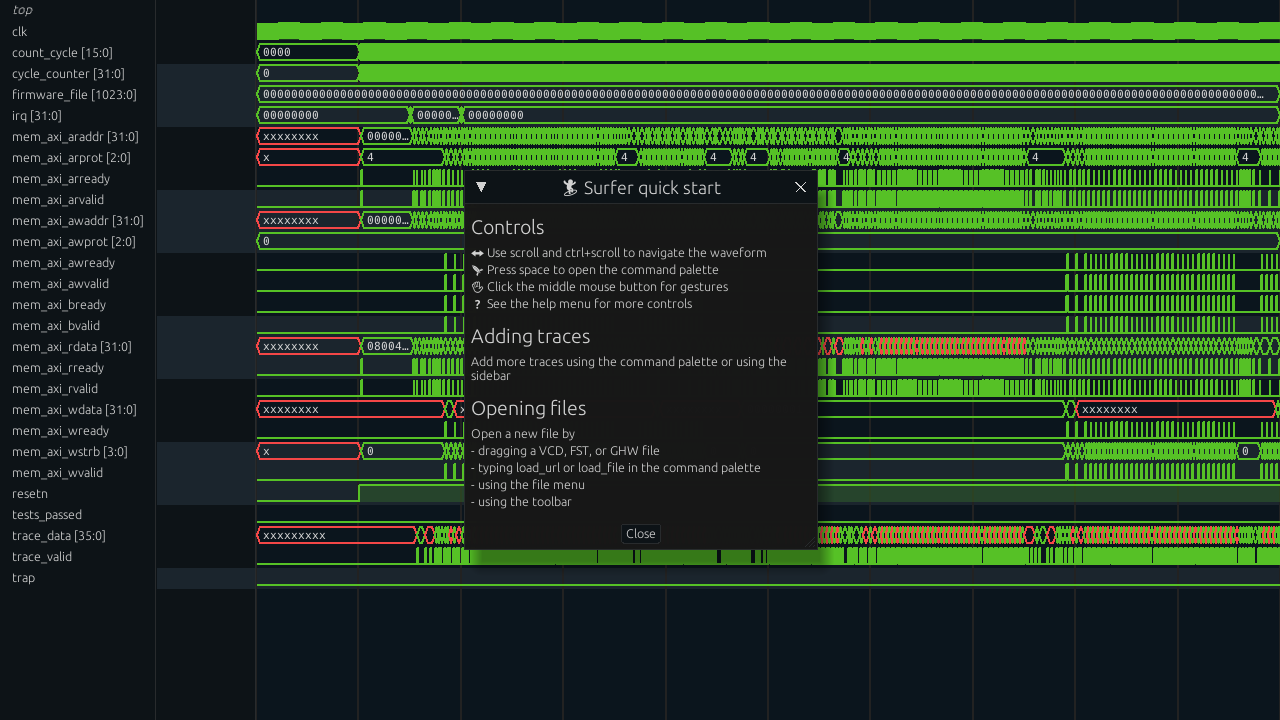 top
clk
count_cycle [15:0] 0000
cycle_counter [31:0] 0
firmware_file [1023:0]
irq [31:0] 00000000 00000… 00000000
mem_axi_araddr [31:0] xxxxxxxx 00000…
mem_axi_arprot [2:0] x 4 4 4 4 4 4 4
mem_axi_arready
mem_axi_arvalid
mem_axi_awaddr [31:0] xxxxxxxx 00000…
mem_axi_awprot [2:0] 0
mem_axi_awready
mem_axi_awvalid
mem_axi_bready
mem_axi_bvalid
mem_axi_rdata [31:0] xxxxxxxx 08004…
mem_axi_rready
mem_axi_rvalid
mem_axi_wdata [31:0] xxxxxxxx xxxxxxxx
mem_axi_wready
mem_axi_wstrb [3:0] x 0 0
mem_axi_wvalid
resetn
tests_passed
trace_data [35:0] xxxxxxxxx
trace_valid
trap
Surfer quick start
Controls
Use scroll and ctrl+scroll to navigate the waveform
Press space to open the command palette
Click the middle mouse button for gestures
? See the help menu for more controls
Adding traces
Add more traces using the command palette or using the
sidebar
Opening files
Open a new file by
- dragging a VCD, FST, or GHW file
- typing load_url or load_file in the command palette
- using the file menu
- using the toolbar
Close